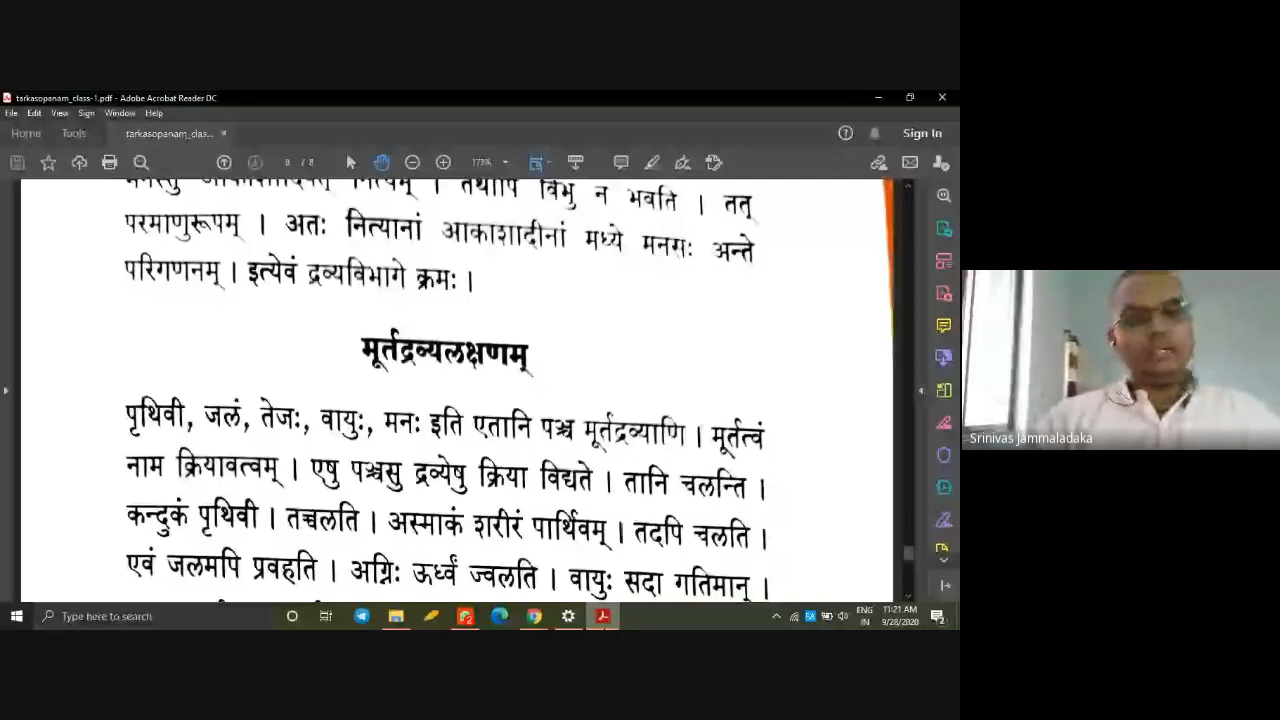 tarkasopanam_class-1.pdf - Adobe Acrobat Reader DC
File Edit View Sign Window Help
Home Tools tarkasopanam_clas... × Sign In
8 / 8 173%
तथापि विभु न भवति । तत्
परमाणुरूपम् । अतः नित्यानां आकाशादीनां मध्ये मनसः अन्ते
परिगणनम् । इत्येवं द्रव्यविभागे क्रमः ।
मूर्तद्रव्यलक्षणम्
पृथिवी, जलं, तेजः, वायुः, मनः इति एतानि पञ्च मूर्तद्रव्याणि । मूर्तत्वं
नाम क्रियावत्वम् । एषु पञ्चसु द्रव्येषु क्रिया विद्यते । तानि चलन्ति ।
कन्दुकं पृथिवी । तच्चलति । अस्माकं शरीरं पार्थिवम् । तदपि चलति ।
एवं जलमपि प्रवहति । अग्निः ऊर्ध्वं ज्वलति । वायुः सदा गतिमान् ।
Srinivas Jammaladaka
Type here to search
ENG 11:21 AM
IN 9/28/2020